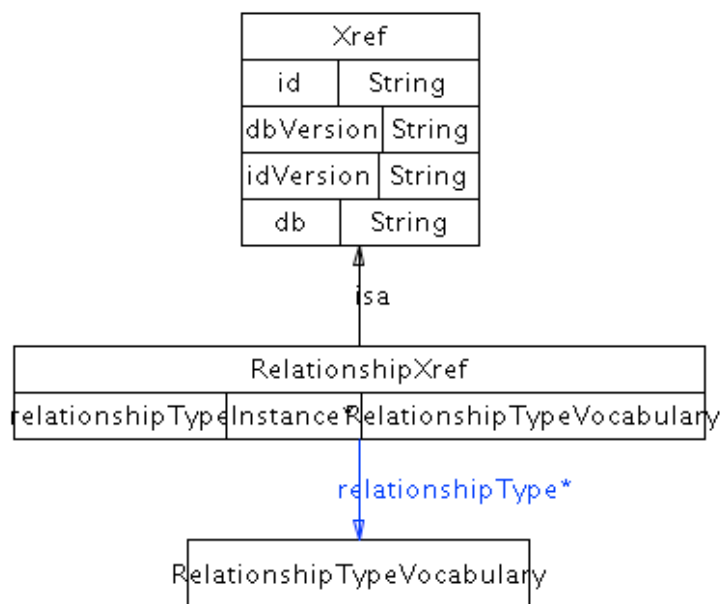 Xref
id String
dbVersion String
idVersion String
db String
isa
RelationshipXref
relationshipType Instance* RelationshipTypeVocabulary
relationshipType*
RelationshipTypeVocabulary